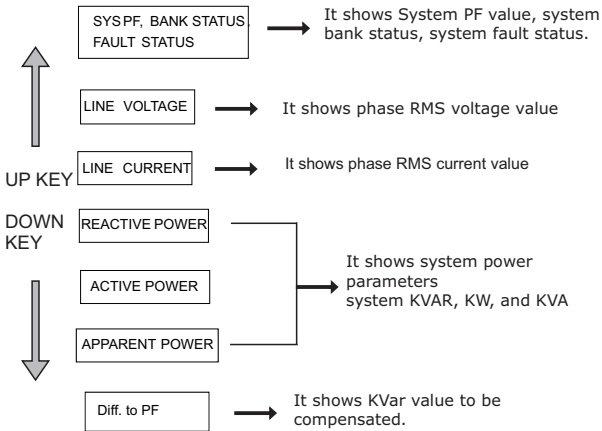 SYS PF, BANK STATUS,
FAULT STATUS
It shows System PF value, system
bank status, system fault status.
LINE VOLTAGE
It shows phase RMS voltage value
LINE CURRENT
It shows phase RMS current value
UP KEY
DOWN
KEY
REACTIVE POWER
ACTIVE POWER
APPARENT POWER
It shows system power
parameters
system KVAR, KW, and KVA
Diff. to PF
It shows KVar value to be
compensated.